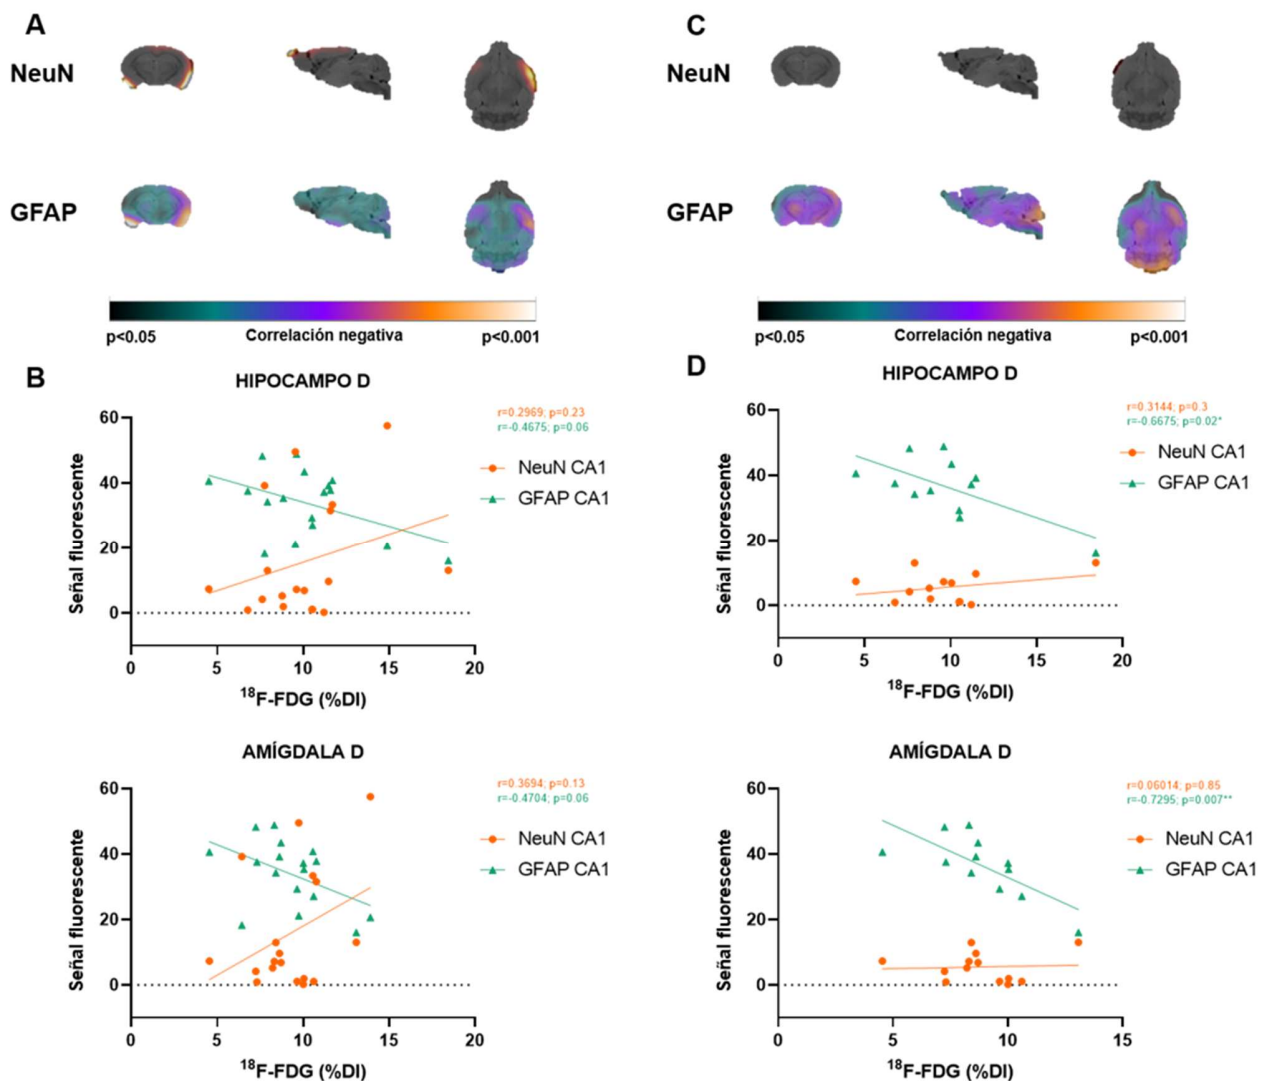 A
NeuN
GFAP
p<0.05 Correlación negativa p<0.001
B
HIPOCAMPO D
r=0.2969; p=0.23
r=-0.4675; p=0.06
NeuN CA1
GFAP CA1
Señal fluorescente
60
40
20
0
0 5 10 15 20
18F-FDG (%DI)
AMÍGDALA D
r=0.3694; p=0.13
r=-0.4704; p=0.06
NeuN CA1
GFAP CA1
Señal fluorescente
60
40
20
0
0 5 10 15 20
18F-FDG (%DI)
C
NeuN
GFAP
p<0.05 Correlación negativa p<0.001
D
HIPOCAMPO D
r=0.3144; p=0.3
r=-0.6675; p=0.02*
NeuN CA1
GFAP CA1
Señal fluorescente
60
40
20
0
0 5 10 15 20
18F-FDG (%DI)
AMÍGDALA D
r=0.06014; p=0.85
r=-0.7295; p=0.007**
NeuN CA1
GFAP CA1
Señal fluorescente
60
40
20
0
0 5 10 15
18F-FDG (%DI)